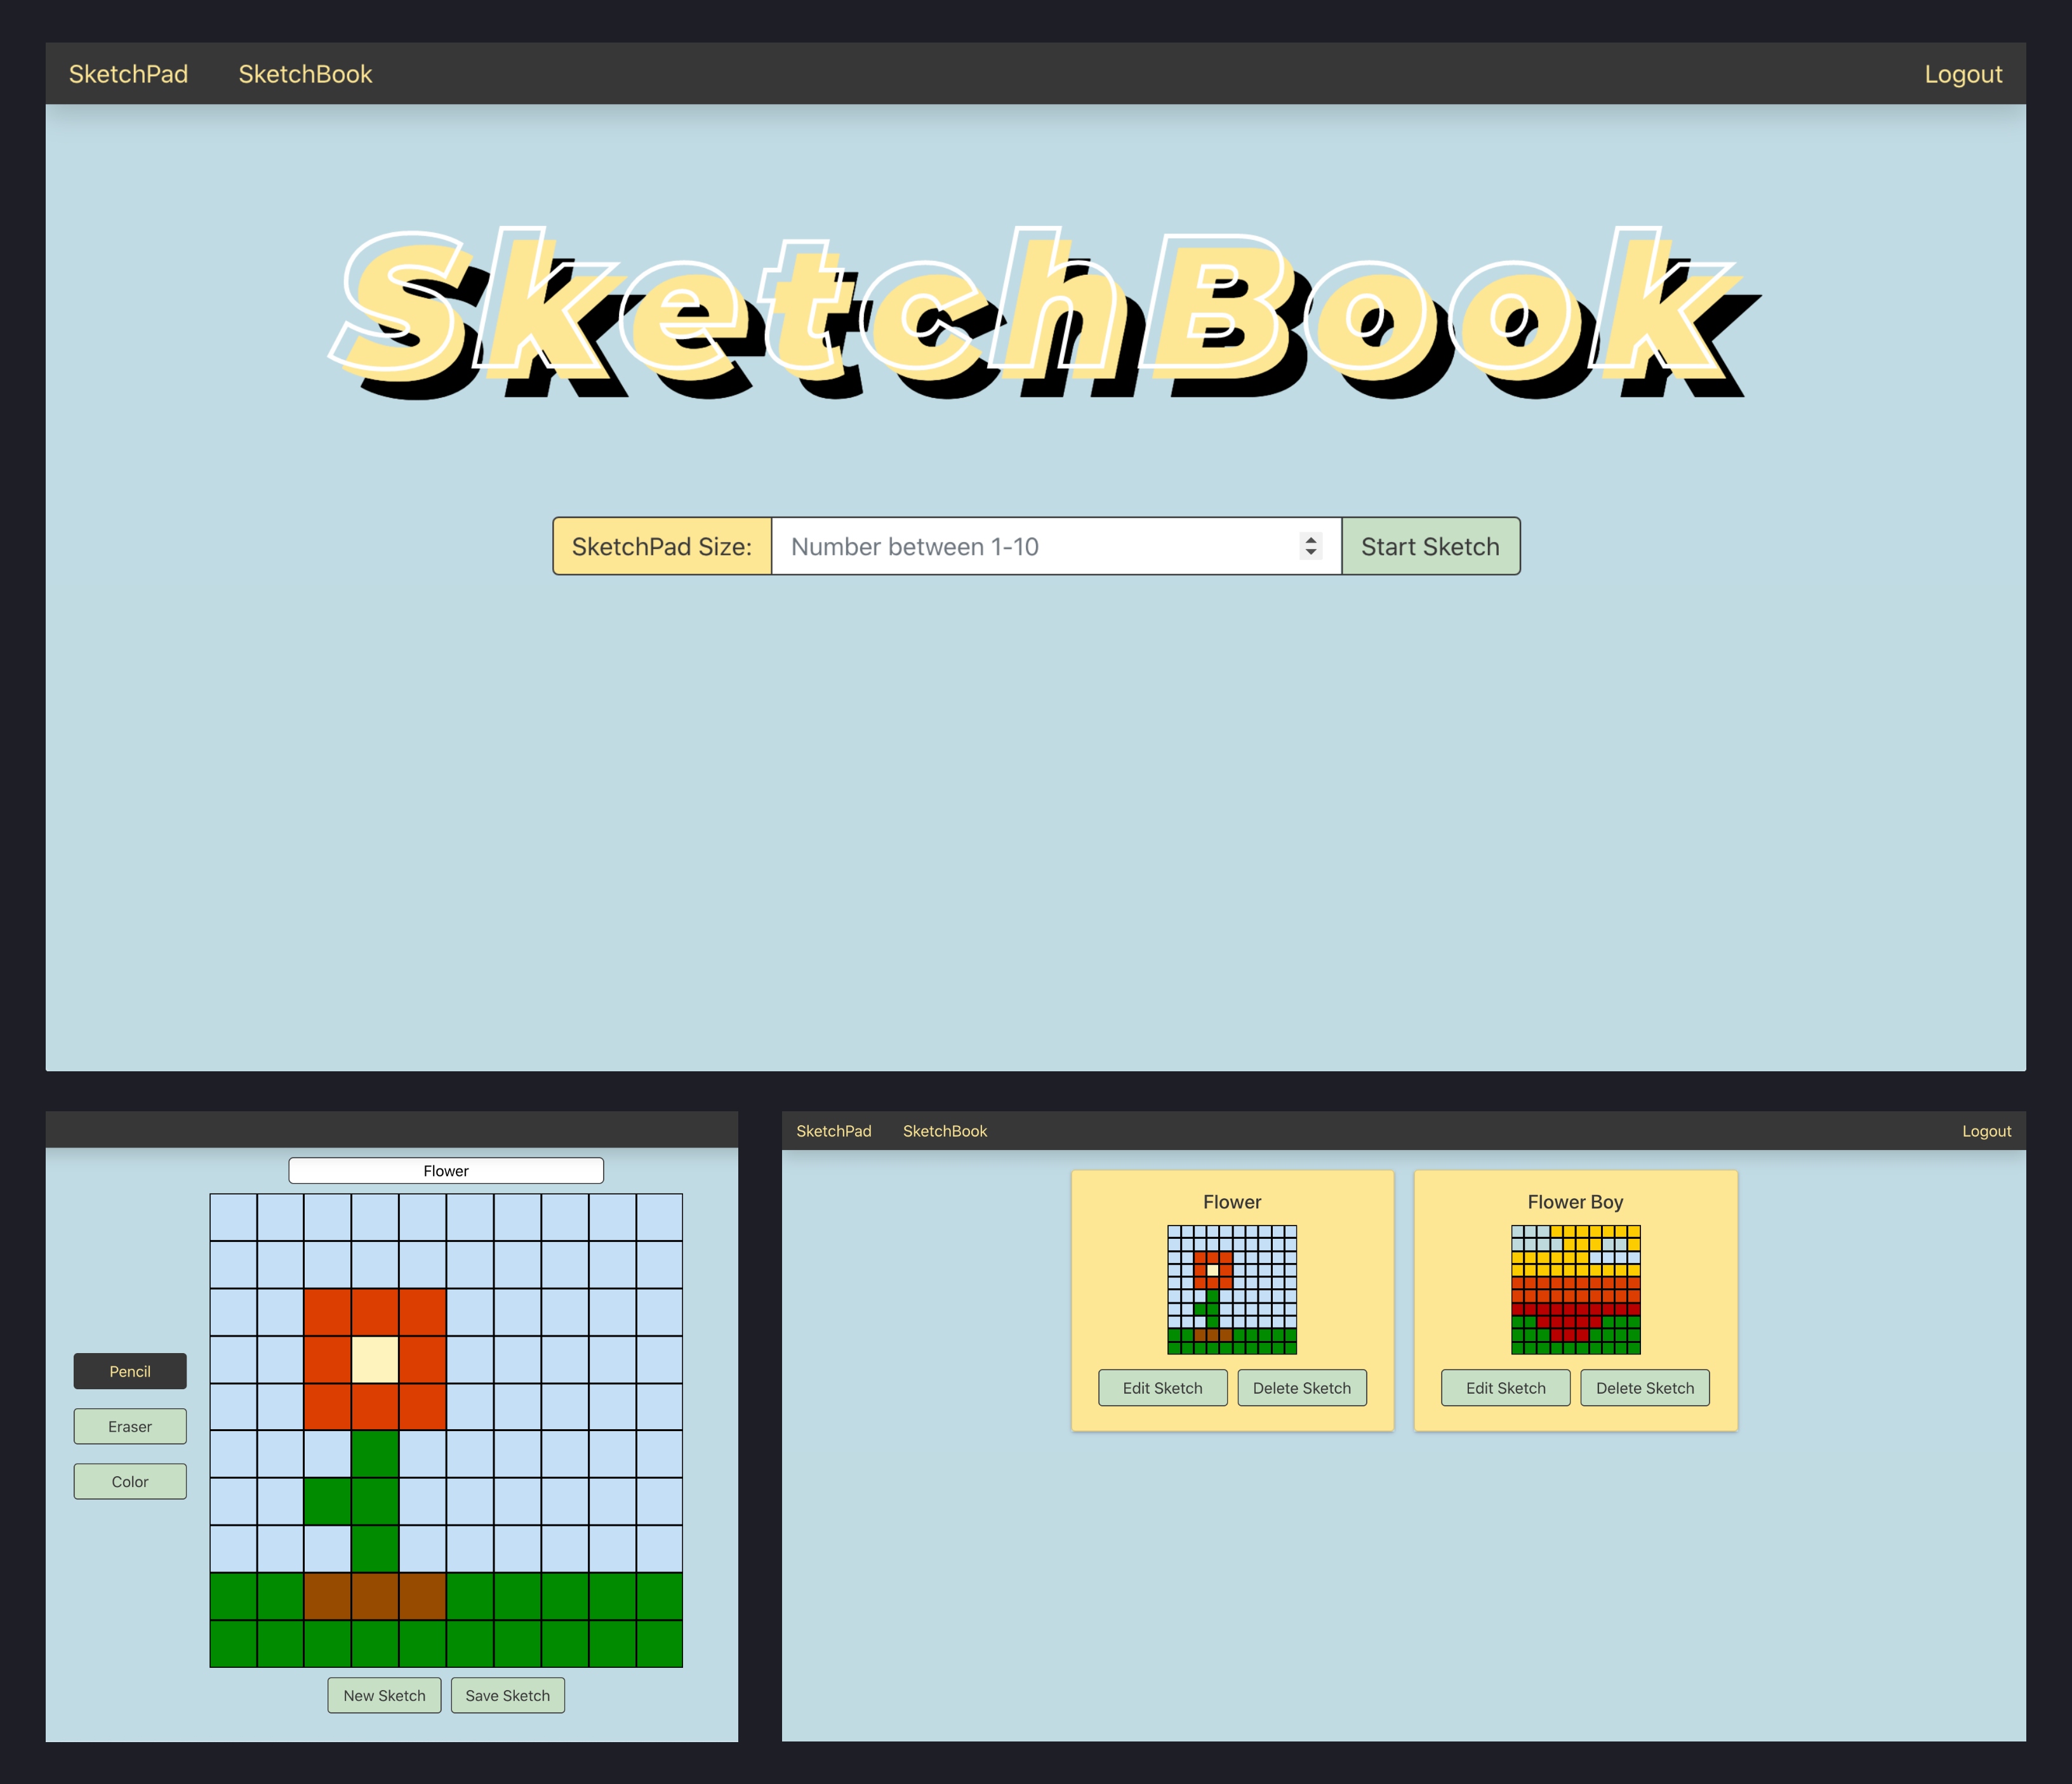 SketchPad SketchBook Logout
SketchBook
SketchPad Size: Number between 1-10 Start Sketch
Flower
Pencil
Eraser
Color
New Sketch Save Sketch
SketchPad SketchBook Logout
Flower
Edit Sketch Delete Sketch
Flower Boy
Edit Sketch Delete Sketch